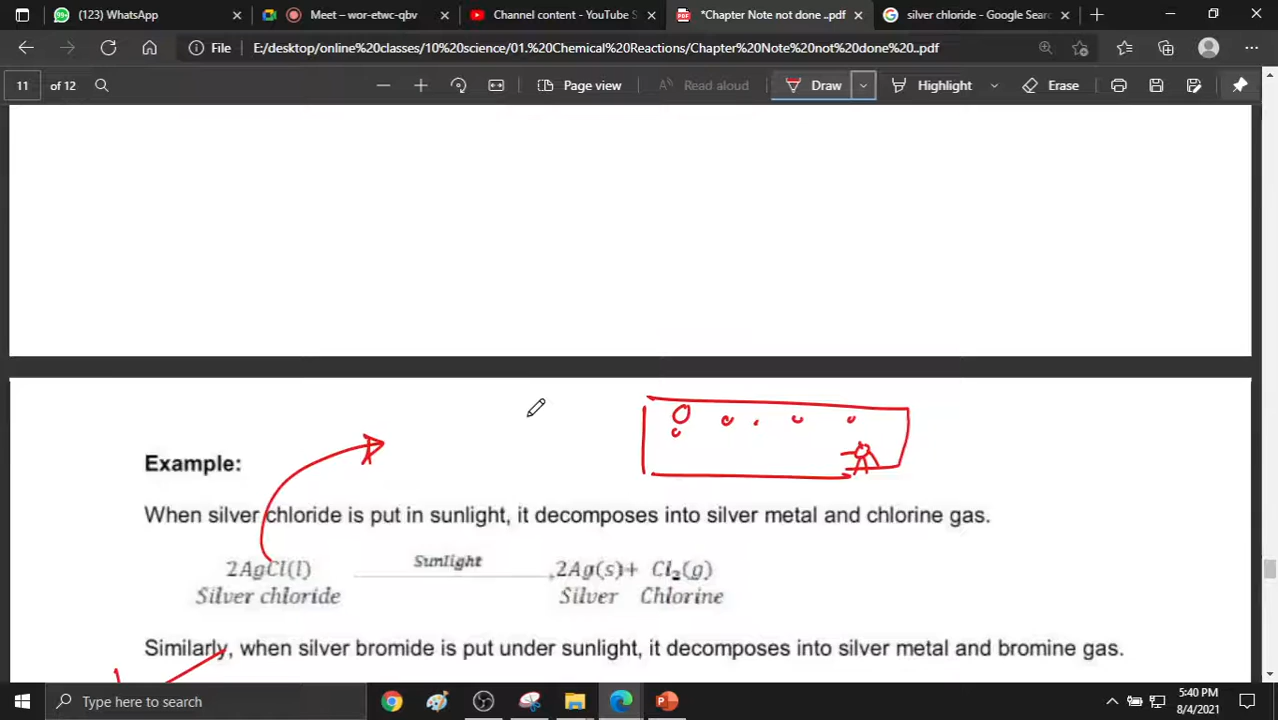 (123) WhatsApp
Meet – wor-etwc-qbv
Channel content - YouTube S
*Chapter Note not done ..pdf
silver chloride - Google Searc
File E:/desktop/online%20classes/10%20science/01.%20Chemical%20Reactions/Chapter%20Note%20not%20done%20..pdf
11 of 12
Page view
Read aloud
Draw
Highlight
Erase
Example:
When silver chloride is put in sunlight, it decomposes into silver metal and chlorine gas.
2AgCl(l) Sunlight ,2Ag(s)+ Cl₂(g)
Silver chloride Silver Chlorine
Similarly, when silver bromide is put under sunlight, it decomposes into silver metal and bromine gas.
Type here to search
5:40 PM
8/4/2021